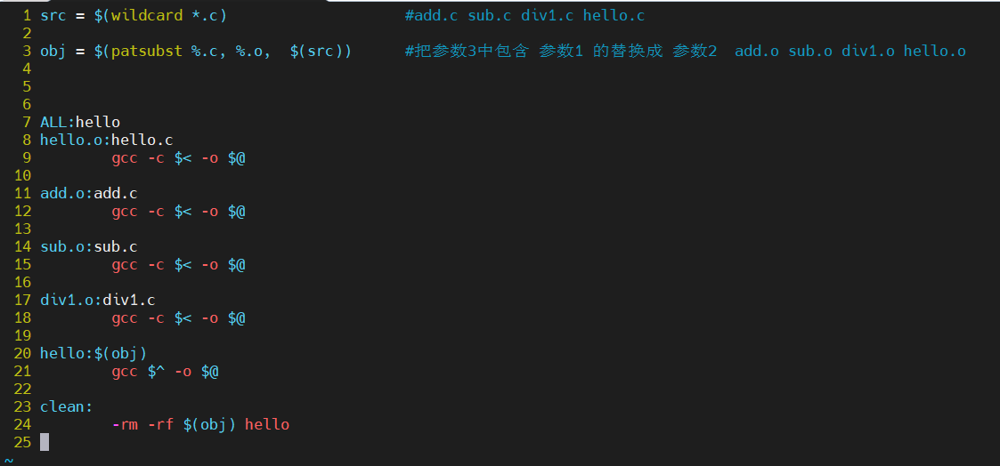 1 src = $(wildcard *.c)                    #add.c sub.c div1.c hello.c
2
3 obj = $(patsubst %.c, %.o,  $(src))      #把参数3中包含 参数1 的替换成 参数2  add.o sub.o div1.o hello.o
4
5
6
7 ALL:hello
8 hello.o:hello.c
9         gcc -c $< -o $@
10
11 add.o:add.c
12         gcc -c $< -o $@
13
14 sub.o:sub.c
15         gcc -c $< -o $@
16
17 div1.o:div1.c
18         gcc -c $< -o $@
19
20 hello:$(obj)
21         gcc $^ -o $@
22
23 clean:
24         -rm -rf $(obj) hello
25
~